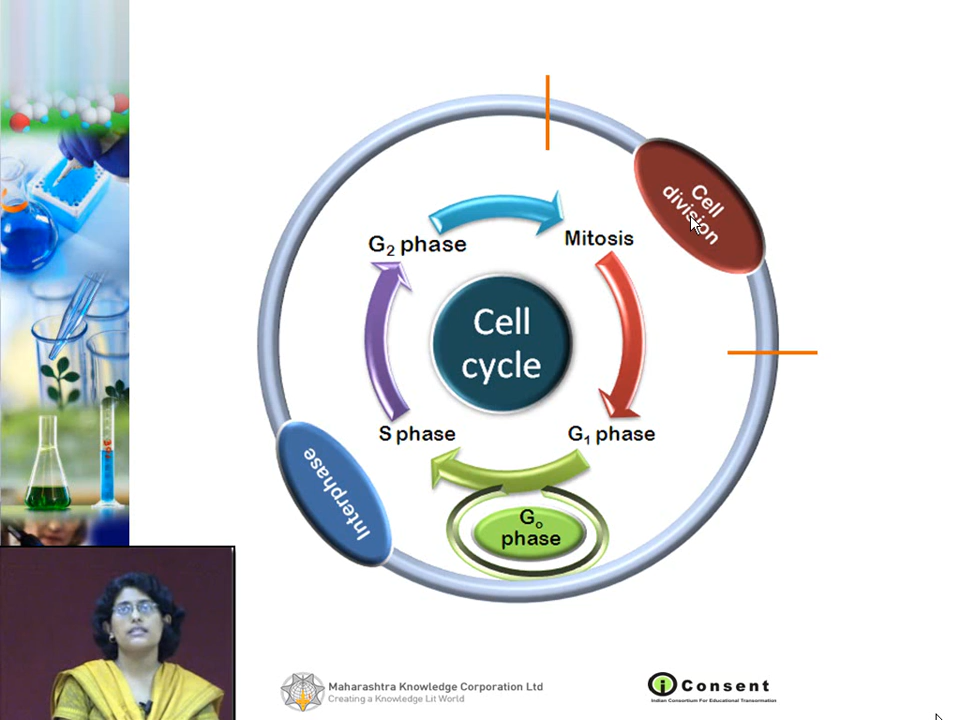 Cell
division
G2 phase
Mitosis
Cell
cycle
S phase
G1 phase
Interphase
Go
phase
Maharashtra Knowledge Corporation Ltd
Creating a Knowledge Lit World
i Consent
Indian Consortium For Educational Transformation